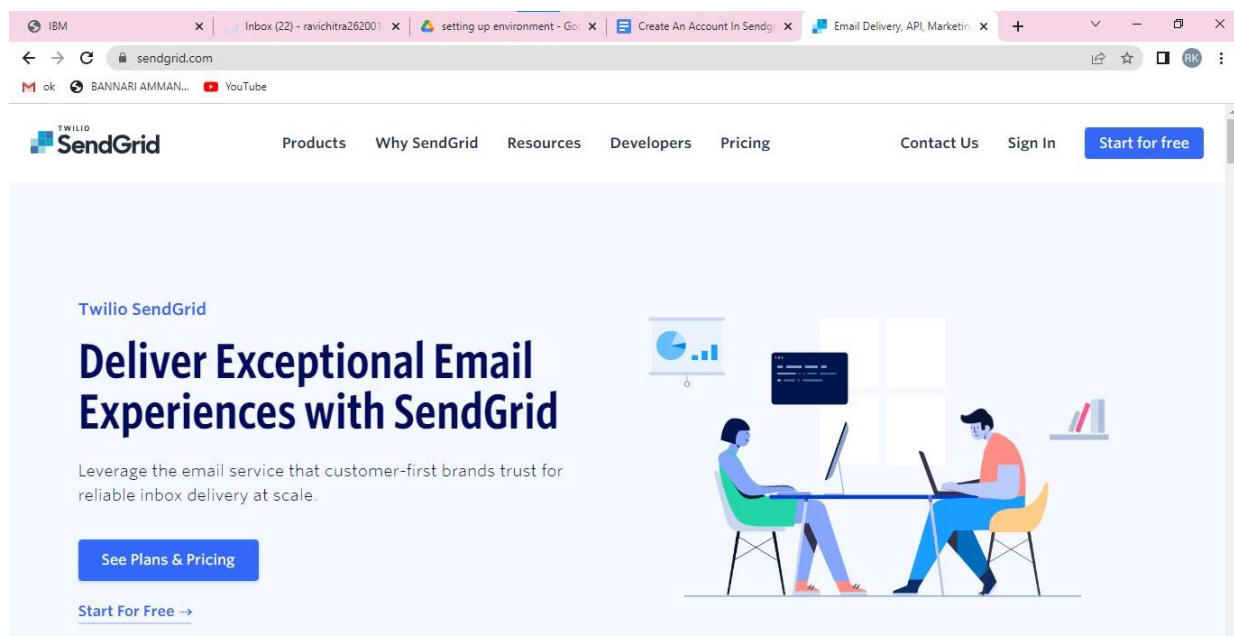 IBM
Inbox (22) - ravichitra262001
setting up environment - Goo
Create An Account In Sendgr
Email Delivery, API, Marketin
sendgrid.com
RK
ok
BANNARI AMMAN...
YouTube
TWILIO
SendGrid
Products
Why SendGrid
Resources
Developers
Pricing
Contact Us
Sign In
Start for free
Twilio SendGrid
Deliver Exceptional Email
Experiences with SendGrid
Leverage the email service that customer-first brands trust for
reliable inbox delivery at scale.
See Plans & Pricing
Start For Free →